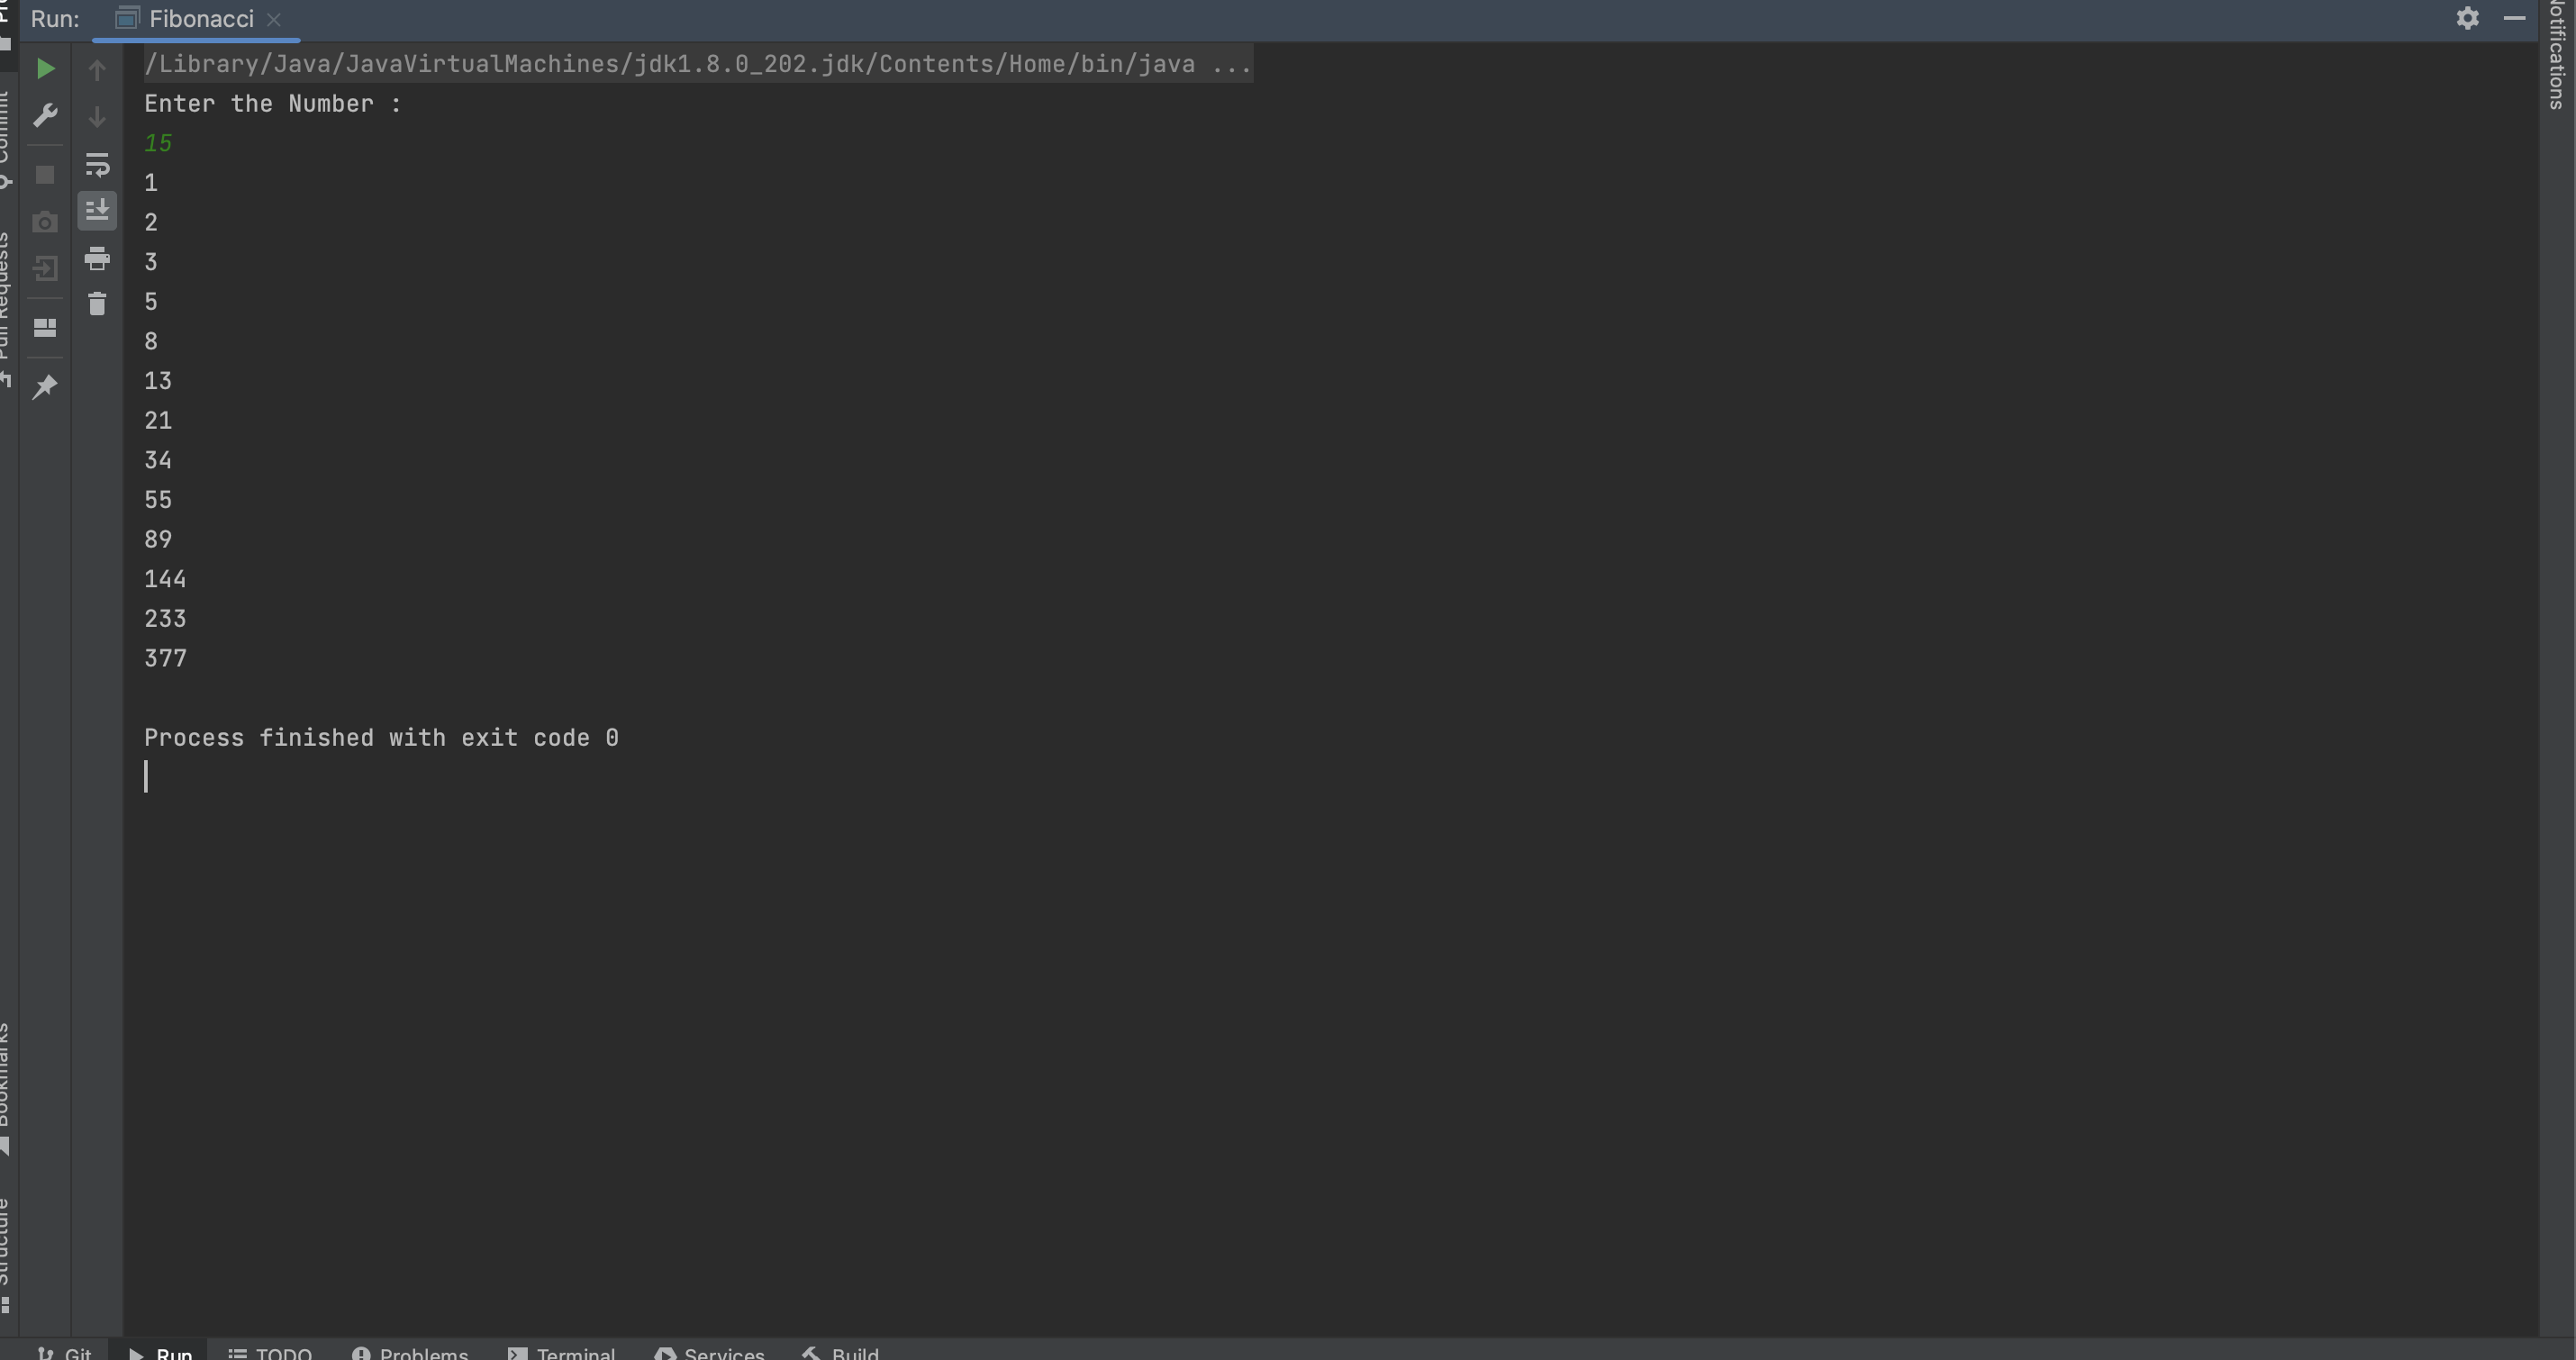 Run: Fibonacci
/Library/Java/JavaVirtualMachines/jdk1.8.0_202.jdk/Contents/Home/bin/java ...
Enter the Number :
15
1
2
3
5
8
13
21
34
55
89
144
233
377
Process finished with exit code 0
Commit
Pull Requests
Bookmarks
Structure
Notifications
Git Run TODO Problems Terminal Services Build